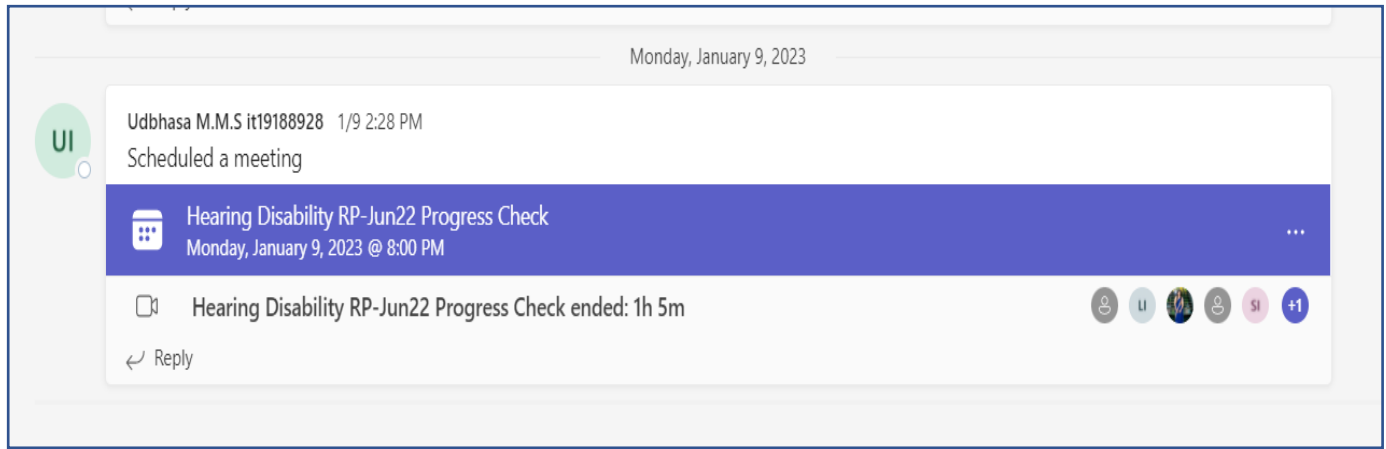 Monday, January 9, 2023
UI
Udbhasa M.M.S it19188928 1/9 2:28 PM
Scheduled a meeting
Hearing Disability RP-Jun22 Progress Check
Monday, January 9, 2023 @ 8:00 PM
...
Hearing Disability RP-Jun22 Progress Check ended: 1h 5m
LI SI +1
Reply